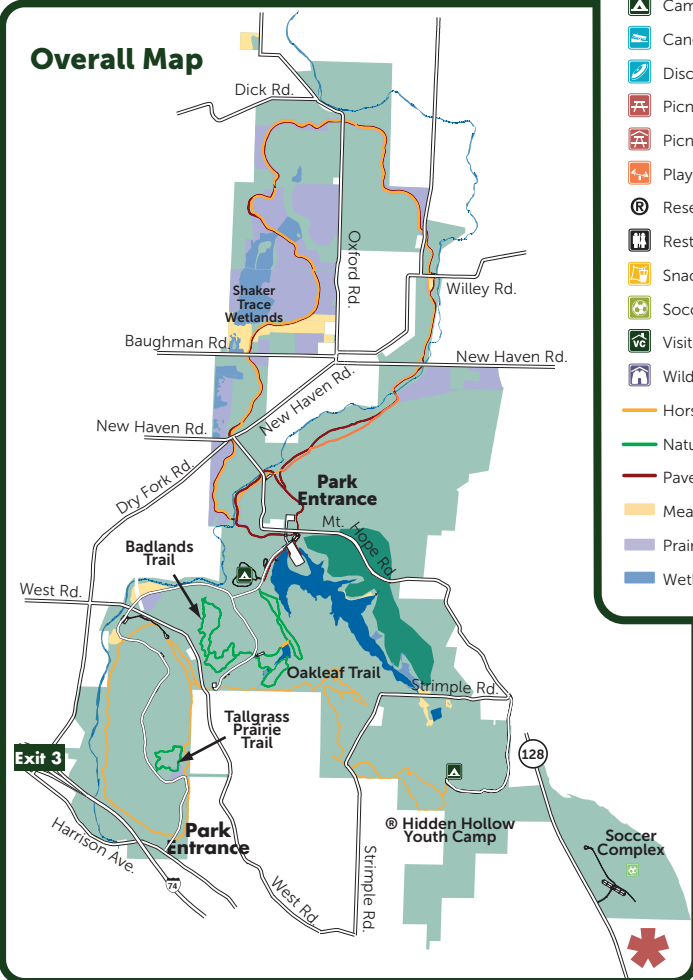 Overall Map
Dick Rd.
Oxford Rd.
Shaker
Trace
Wetlands
Willey Rd.
Baughman Rd.
New Haven Rd.
New Haven Rd.
New Haven Rd.
Dry Fork Rd.
Park
Entrance
Mt. Hope Rd.
Badlands
Trail
West Rd.
Oakleaf Trail
Strimple Rd.
Tallgrass
Prairie
Trail
Exit 3
128
® Hidden Hollow
Youth Camp
Soccer
Complex
Park
Entrance
Harrison Ave.
74
West Rd.
Strimple Rd.
Cam
Can
Disc
Picn
Picn
Play
® Rese
Rest
Snac
Socc
VC Visit
Wild
Hors
Natu
Pave
Mea
Prair
Wetl